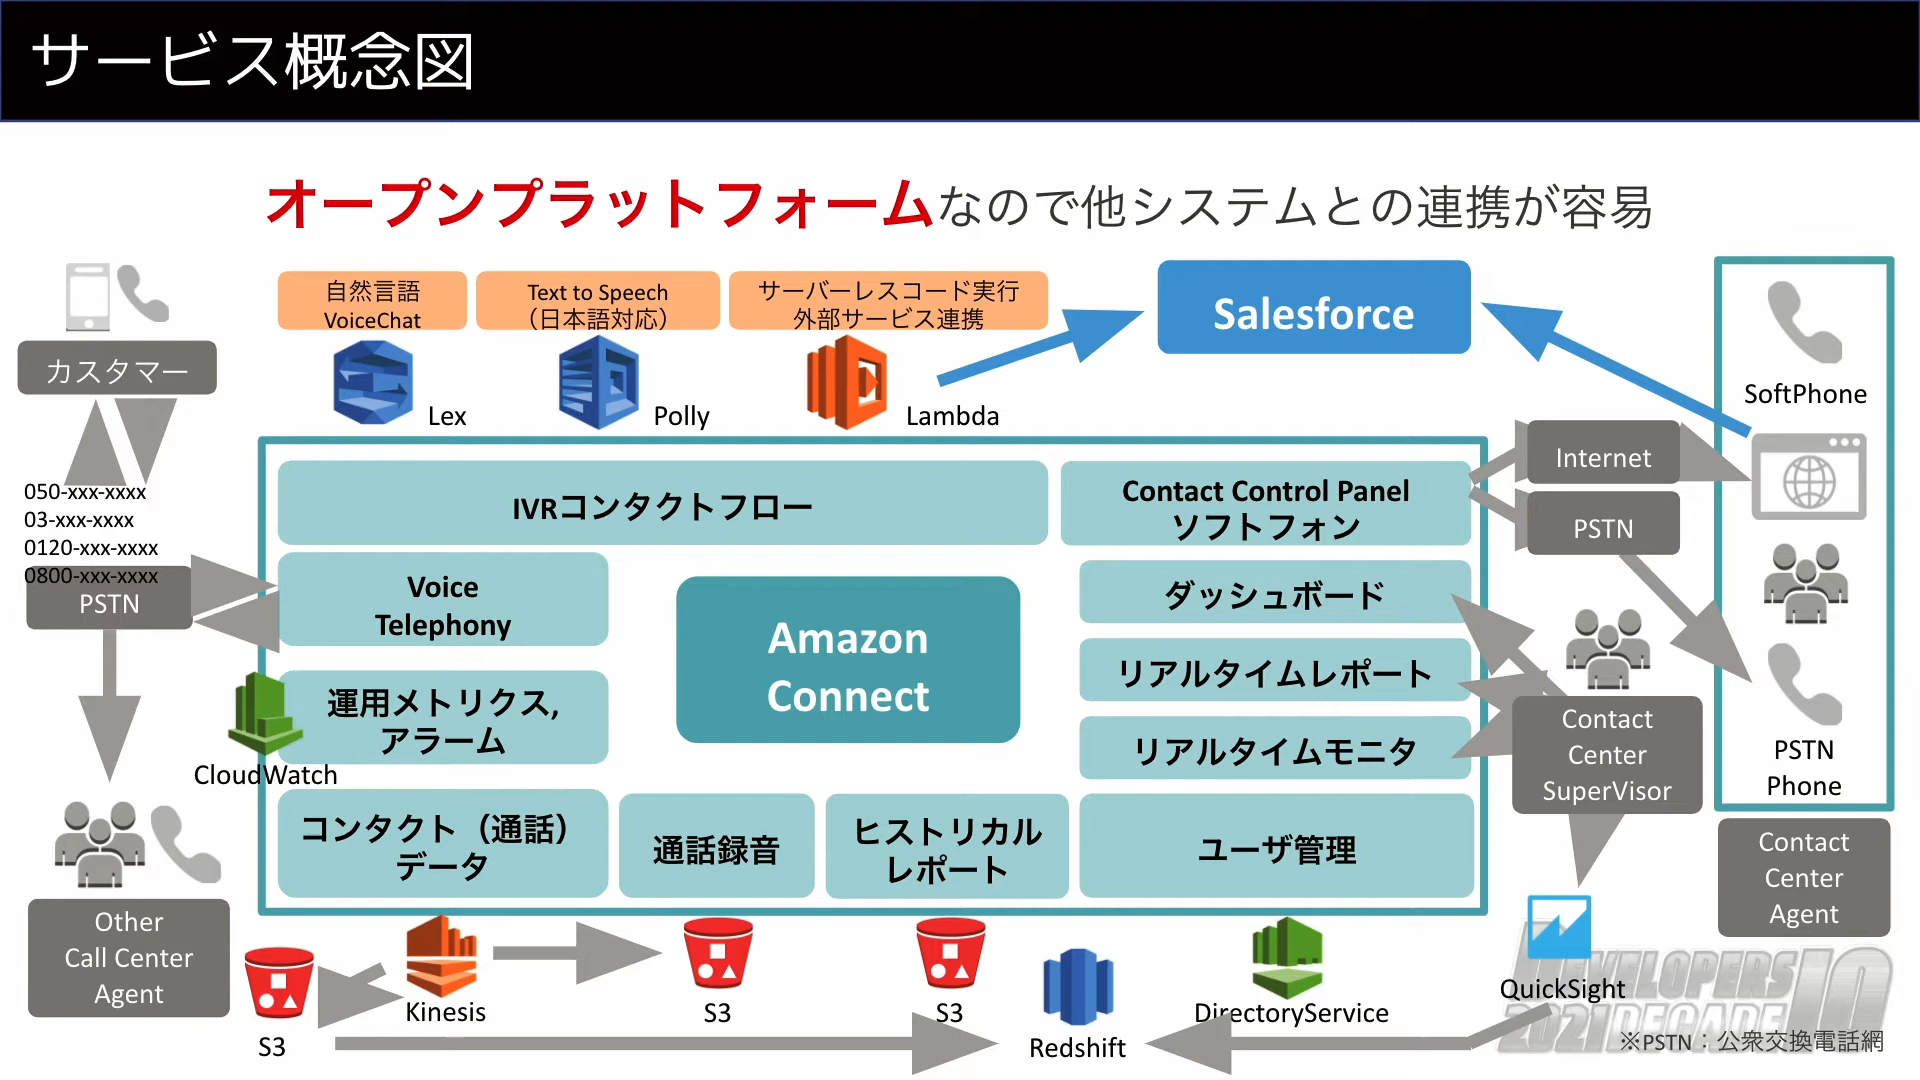 サービス概念図
オープンプラットフォームなので他システムとの連携が容易
自然言語
VoiceChat
Text to Speech
（日本語対応）
サーバーレスコード実行
外部サービス連携
Salesforce
Lex
Polly
Lambda
カスタマー
050-xxx-xxxx
03-xxx-xxxx
0120-xxx-xxxx
0800-xxx-xxxx
PSTN
IVRコンタクトフロー
Contact Control Panel
ソフトフォン
Voice
Telephony
Amazon
Connect
ダッシュボード
リアルタイムレポート
リアルタイムモニタ
運用メトリクス,
アラーム
CloudWatch
コンタクト（通話）
データ
通話録音
ヒストリカル
レポート
ユーザ管理
Internet
PSTN
SoftPhone
PSTN
Phone
Contact
Center
SuperVisor
Contact
Center
Agent
Other
Call Center
Agent
S3
Kinesis
S3
S3
Redshift
DirectoryService
QuickSight
DEVELOPERS
2021 DECADE 10
※PSTN：公衆交換電話網